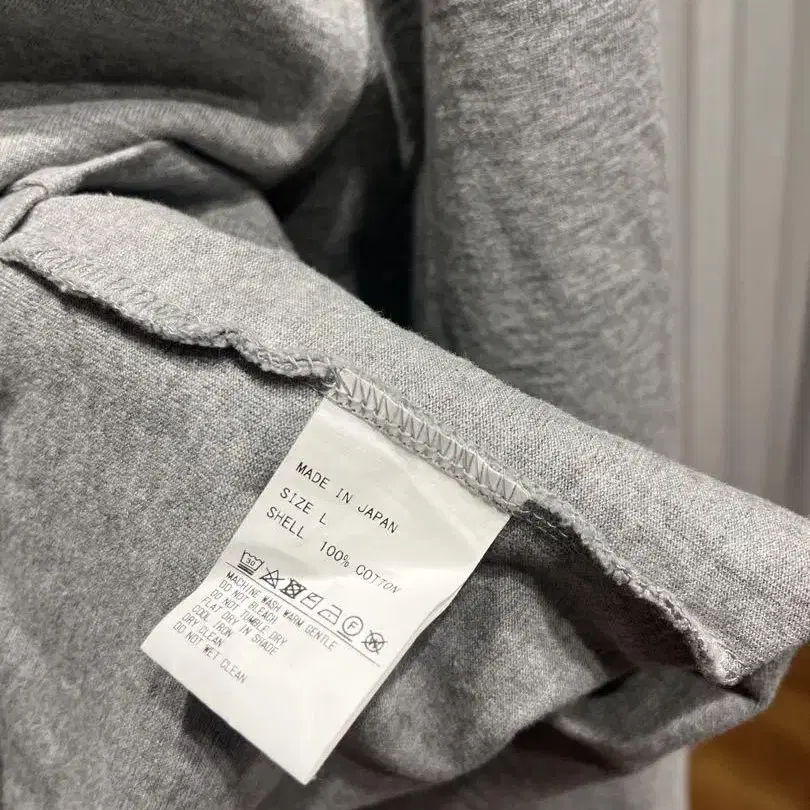 MADE IN JAPAN
SIZE L
SHELL 100% COTTON
30 F W
MACHINE WASH WARM GENTLE
DO NOT BLEACH
DO NOT TUMBLE DRY
FLAT DRY IN SHADE
COOL IRON
DRY CLEAN
DO NOT WET CLEAN